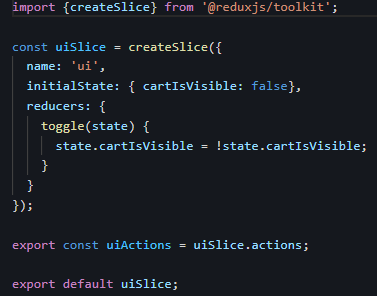 import {createSlice} from '@reduxjs/toolkit';

const uiSlice = createSlice({
  name: 'ui',
  initialState: { cartIsVisible: false},
  reducers: {
    toggle(state) {
      state.cartIsVisible = !state.cartIsVisible;
    }
  }
});

export const uiActions = uiSlice.actions;

export default uiSlice;